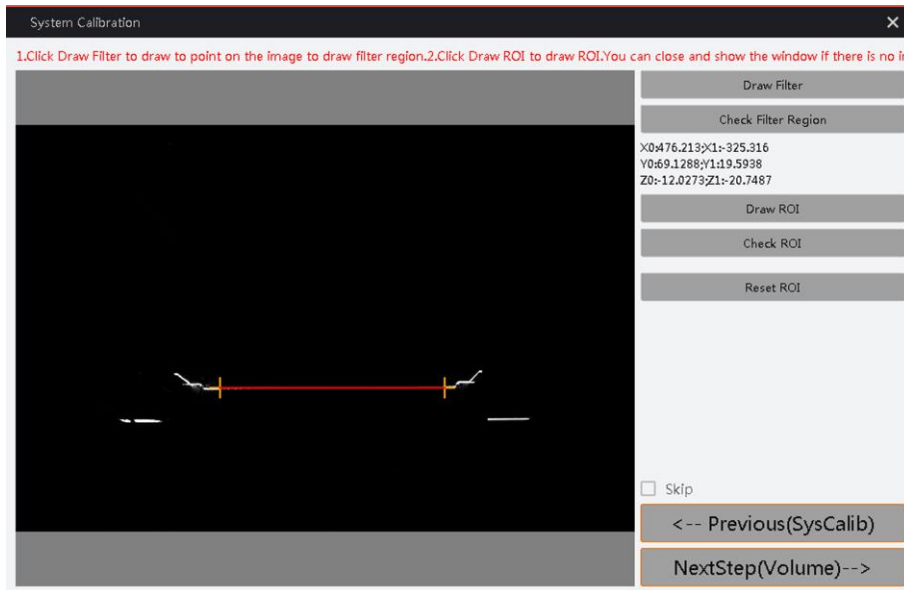 System Calibration
1.Click Draw Filter to draw to point on the image to draw filter region.2.Click Draw ROI to draw ROI.You can close and show the window if there is no
Draw Filter
Check Filter Region
X0:476.213;X1:-325.316
Y0:69.1288;Y1:19.5938
Z0:-12.0273;Z1:-20.7487
Draw ROI
Check ROI
Reset ROI
Skip
<-- Previous(SysCalib)
NextStep(Volume)-->